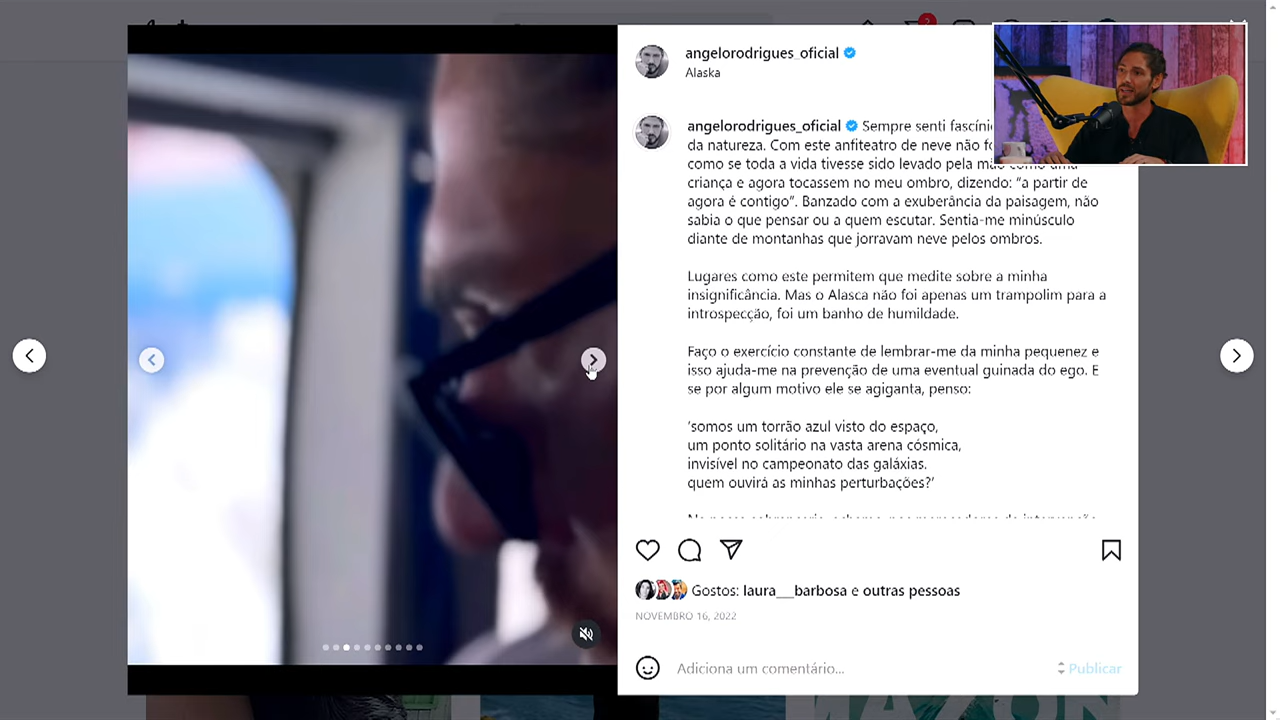 angelorodrigues_oficial
Alaska
angelorodrigues_oficial Sempre senti
da natureza. Com este anfiteatro de neve não
como se toda a vida tivesse sido levado pela mão como uma
criança e agora tocassem no meu ombro, dizendo: “a partir de
agora é contigo”. Banzado com a exuberância da paisagem, não
sabia o que pensar ou a quem escutar. Sentia-me minúsculo
diante de montanhas que jorravam neve pelos ombros.
Lugares como este permitem que medite sobre a minha
insignificância. Mas o Alasca não foi apenas um trampolim para a
introspecção, foi um banho de humildade.
Faço o exercício constante de lembrar-me da minha pequenez e
isso ajuda-me na prevenção de uma eventual guinada do ego. E
se por algum motivo ele se agiganta, penso:
‘somos um torrão azul visto do espaço,
um ponto solitário na vasta arena cósmica,
invisível no campeonato das galáxias.
quem ouvirá as minhas perturbações?’
Gostos: laura___barbosa e outras pessoas
NOVEMBRO 16, 2022
Adiciona um comentário...
Publicar